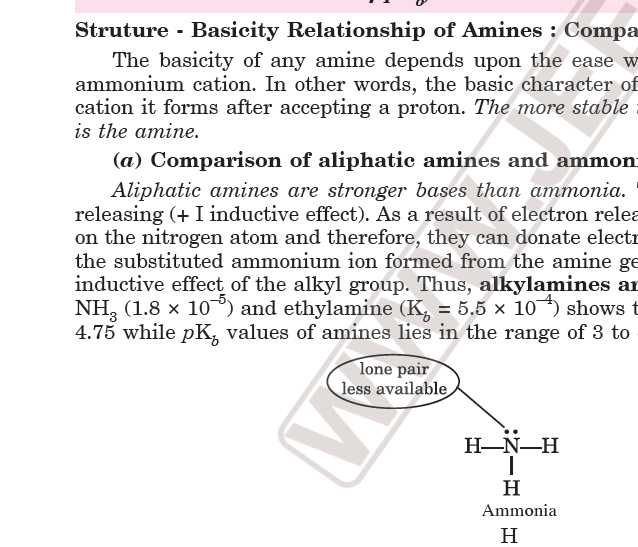 Struture - Basicity Relationship of Amines : Compa
The basicity of any amine depends upon the ease w
ammonium cation. In other words, the basic character of
cation it forms after accepting a proton. The more stable
is the amine.
(a) Comparison of aliphatic amines and ammoni
Aliphatic amines are stronger bases than ammonia.
releasing (+ I inductive effect). As a result of electron relea
on the nitrogen atom and therefore, they can donate electr
the substituted ammonium ion formed from the amine ge
inductive effect of the alkyl group. Thus, alkylamines ar
NH₃ (1.8 × 10⁻⁵) and ethylamine (K_b = 5.5 × 10⁻⁴) shows t
4.75 while pK_b values of amines lies in the range of 3 to
lone pair
less available
H—N̈—H
H
Ammonia
H
WWW.JEE